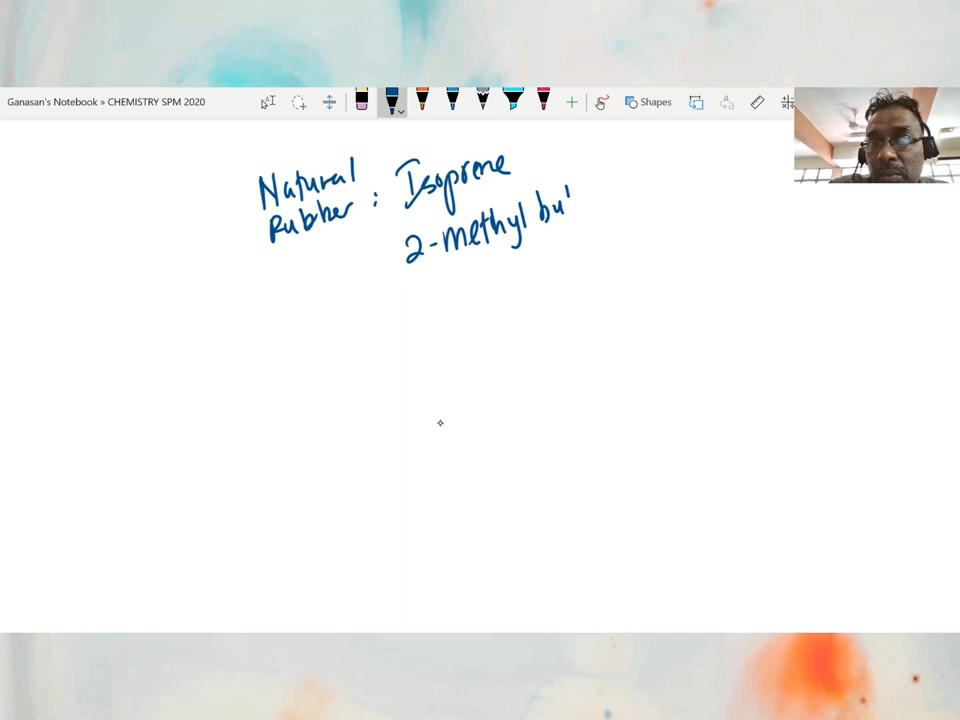 Ganasan's Notebook » CHEMISTRY SPM 2020
Shapes
Natural Rubber : Isoprene
2-methyl bu'